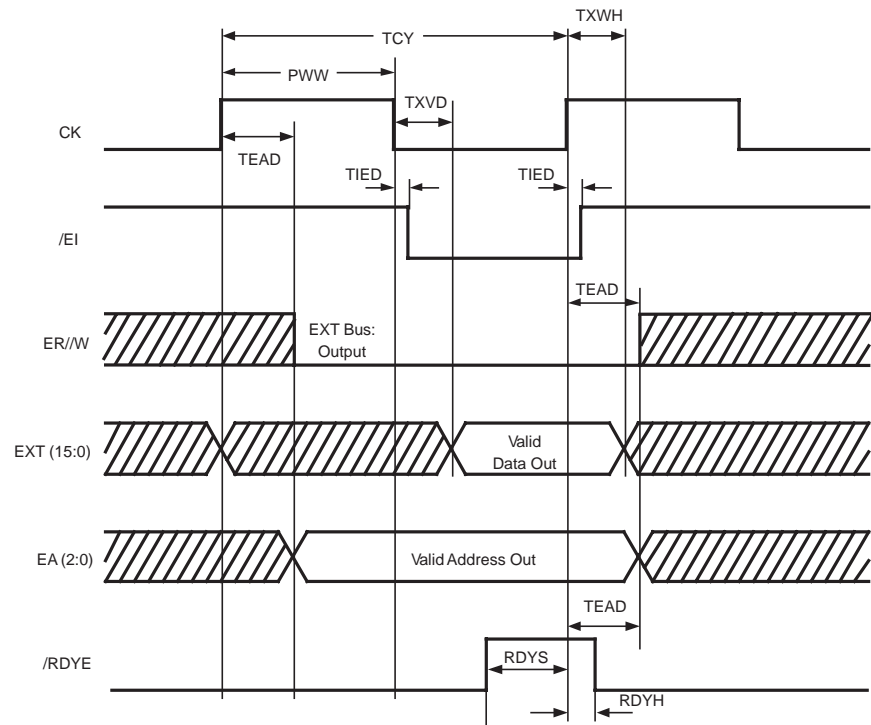 TXWH
TCY
PWW
TXVD
CK
TEAD
TIED
TIED
/EI
TEAD
ER//W
EXT Bus:
Output
EXT (15:0)
Valid
Data Out
EA (2:0)
Valid Address Out
TEAD
/RDYE
RDYS
RDYH